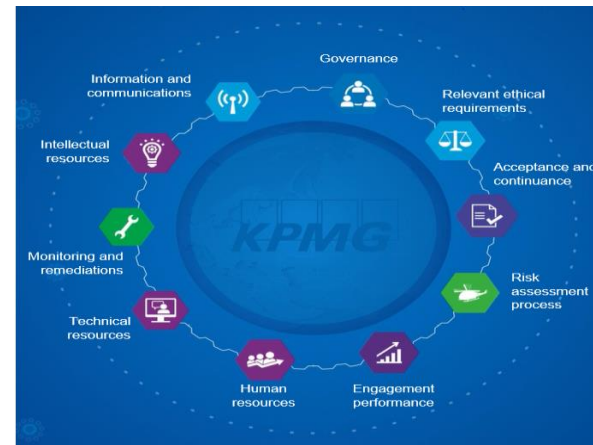 Governance
Information and
communications
Relevant ethical
requirements
Intellectual
resources
Acceptance and
continuance
KPMG
Monitoring and
remediations
Risk
assessment
process
Technical
resources
Human
resources
Engagement
performance